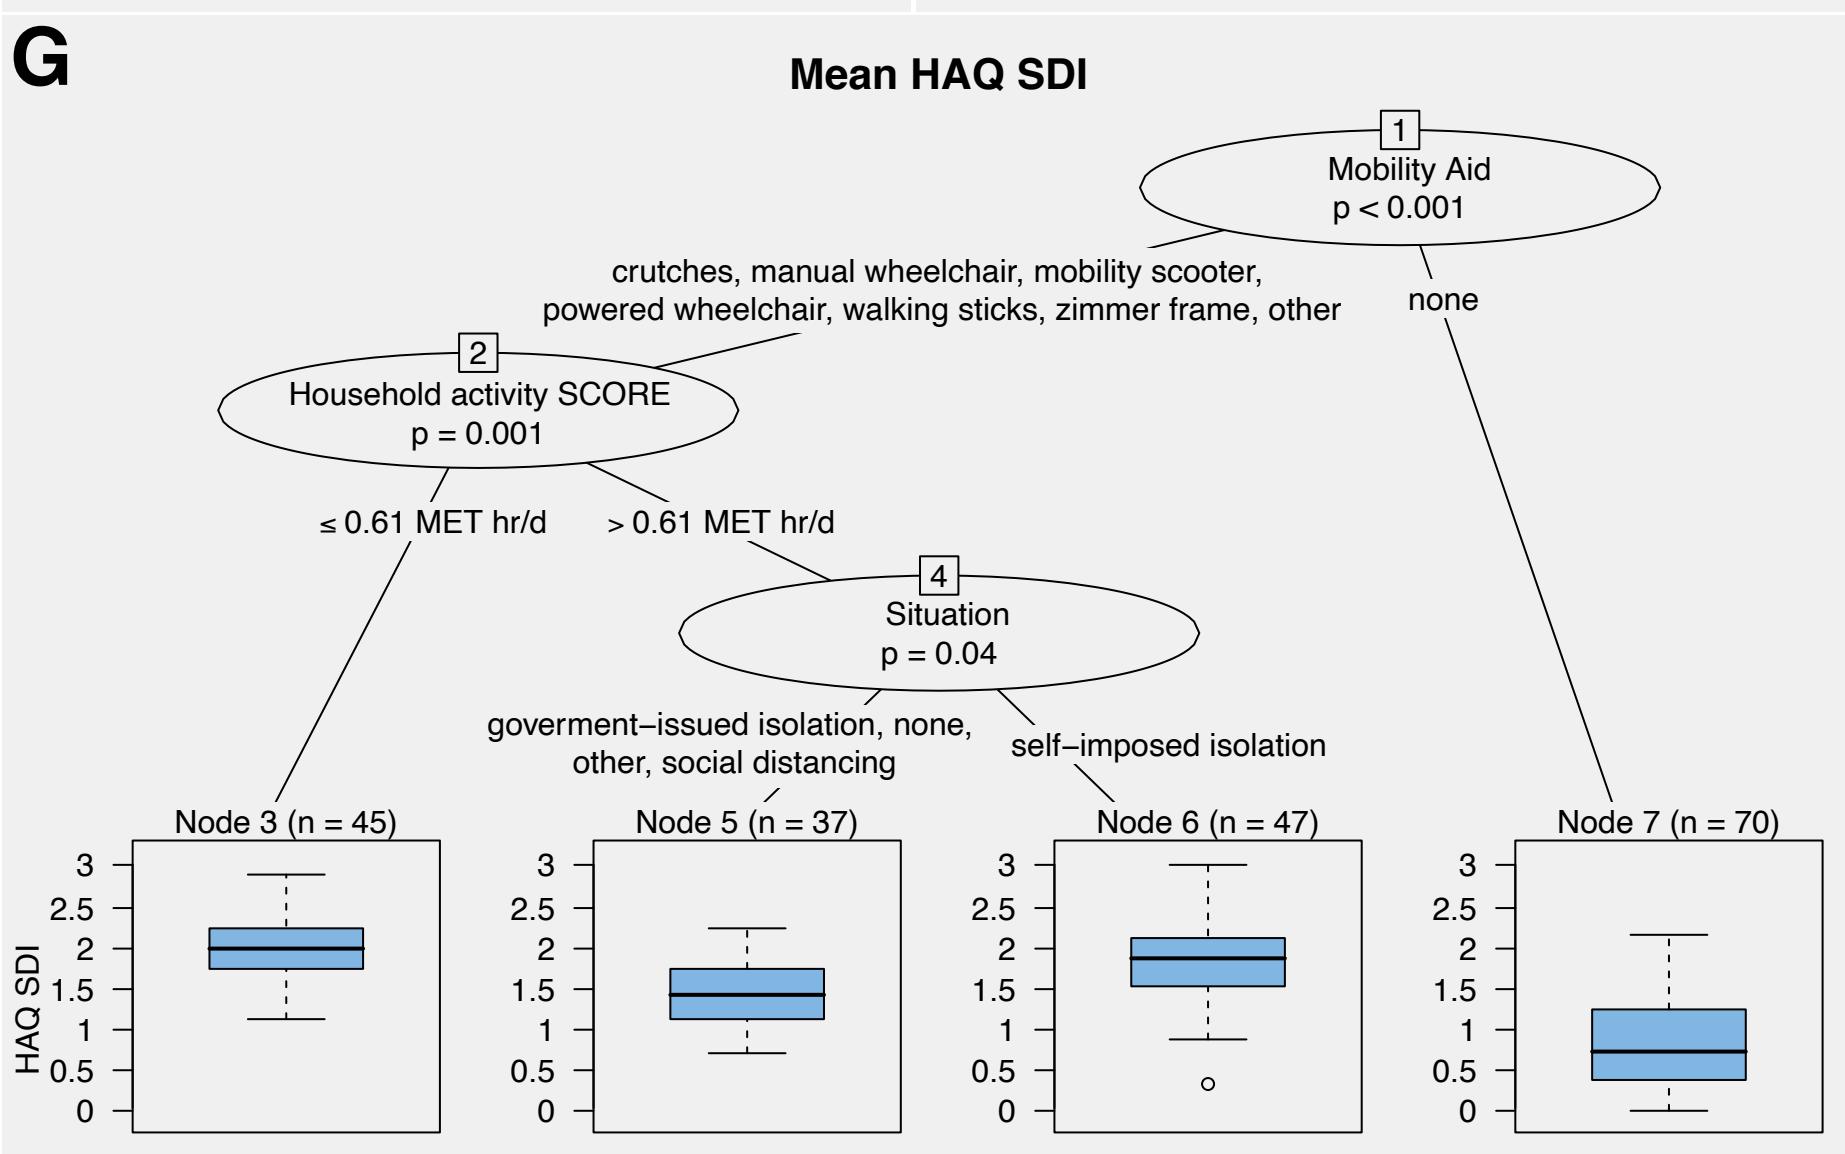 G
Mean HAQ SDI
1
Mobility Aid
p < 0.001
crutches, manual wheelchair, mobility scooter,
powered wheelchair, walking sticks, zimmer frame, other
none
2
Household activity SCORE
p = 0.001
≤ 0.61 MET hr/d
> 0.61 MET hr/d
4
Situation
p = 0.04
goverment–issued isolation, none,
other, social distancing
self–imposed isolation
Node 3 (n = 45)
HAQ SDI
3
2.5
2
1.5
1
0.5
0
Node 5 (n = 37)
3
2.5
2
1.5
1
0.5
0
Node 6 (n = 47)
3
2.5
2
1.5
1
0.5
0
Node 7 (n = 70)
3
2.5
2
1.5
1
0.5
0